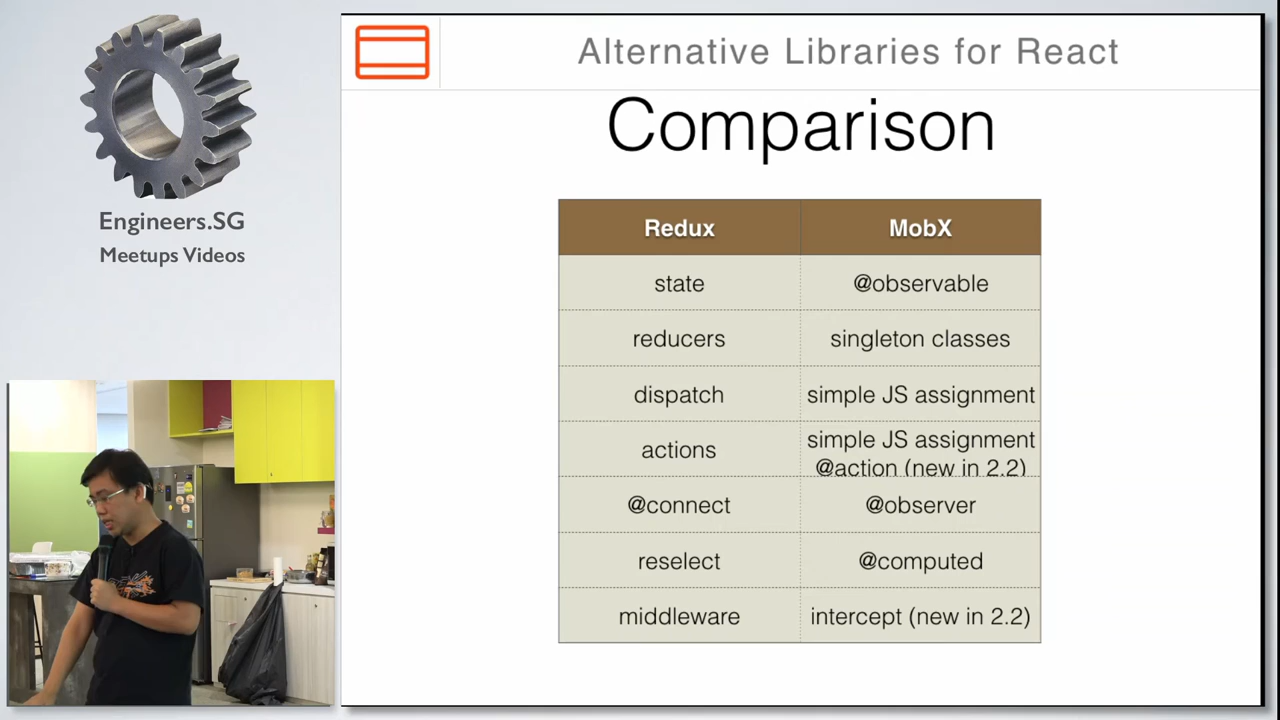 Engineers.SG
Meetups Videos
Alternative Libraries for React
Comparison
Redux MobX
state @observable
reducers singleton classes
dispatch simple JS assignment
actions simple JS assignment
@action (new in 2.2)
@connect @observer
reselect @computed
middleware intercept (new in 2.2)